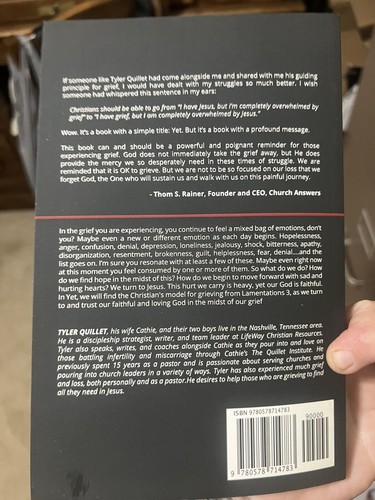 If someone like Tyler Quillet had come alongside me and shared with me his guiding
principle for grief, I would have dealt with my struggles so much better. I wish
someone had whispered this sentence in my ears:
Christians should be able to go from "I have Jesus, but I'm completely overwhelmed by
grief" to "I have grief, but I am completely overwhelmed by Jesus."
Wow. It's a book with a simple title: Yet. But it's a book with a profound message.
This book can and should be a powerful and poignant reminder for those
experiencing grief. God does not immediately take the grief away, but He does
provide the mercy we so desperately need in these times of struggle. We are
reminded that it is OK to grieve. But we are not to be so focused on our loss that we
forget God, the One who will sustain us and walk with us on this painful journey.
- Thom S. Rainer, Founder and CEO, Church Answers
In the grief you are experiencing, you continue to feel a mixed bag of emotions, don't
you? Maybe even a new or different emotion as each day begins. Hopelessness,
anger, confusion, denial, depression, loneliness, jealousy, shock, bitterness, apathy,
disorganization, resentment, brokenness, guilt, helplessness, fear, denial....and the
list goes on. I'm sure you resonate with at least a few of these. Maybe even right now
at this moment you feel consumed by one or more of them. So what do we do? How
do we find hope in the midst of this? How do we begin to move forward with sad and
hurting hearts? We turn to Jesus. This hurt we carry is heavy, yet our God is faithful.
In Yet, we will find the Christian's model for grieving from Lamentations 3, as we turn
to and trust our faithful and loving God in the midst of our grief
TYLER QUILLET, his wife Cathie, and their two boys live in the Nashville, Tennessee area.
He is a discipleship strategist, writer, and team leader at LifeWay Christian Resources.
Tyler also speaks, writes, and coaches alongside Cathie as they pour into and love on
those battling infertility and miscarriage through Cathie's The Quillet Institute. He
previously spent 15 years as a pastor and is passionate about serving churches and
pouring into church leaders in a variety of ways. Tyler has also experienced much grief
and loss, both personally and as a pastor.He desires to help those who are grieving to find
all they need in Jesus.
ISBN 9780578714783
90000
9 780578 714783